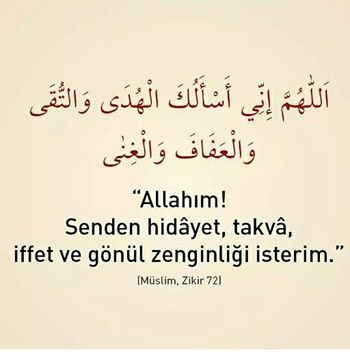 اَللّٰهُمَّ اِنِّي أَسْأَلُكَ الْهُدَى وَالتُّقَى
وَالْعَفَافَ وَالْغِنٰى
“Allahım!
Senden hidâyet, takvâ,
iffet ve gönül zenginliği isterim.”
(Müslim, Zikir 72)